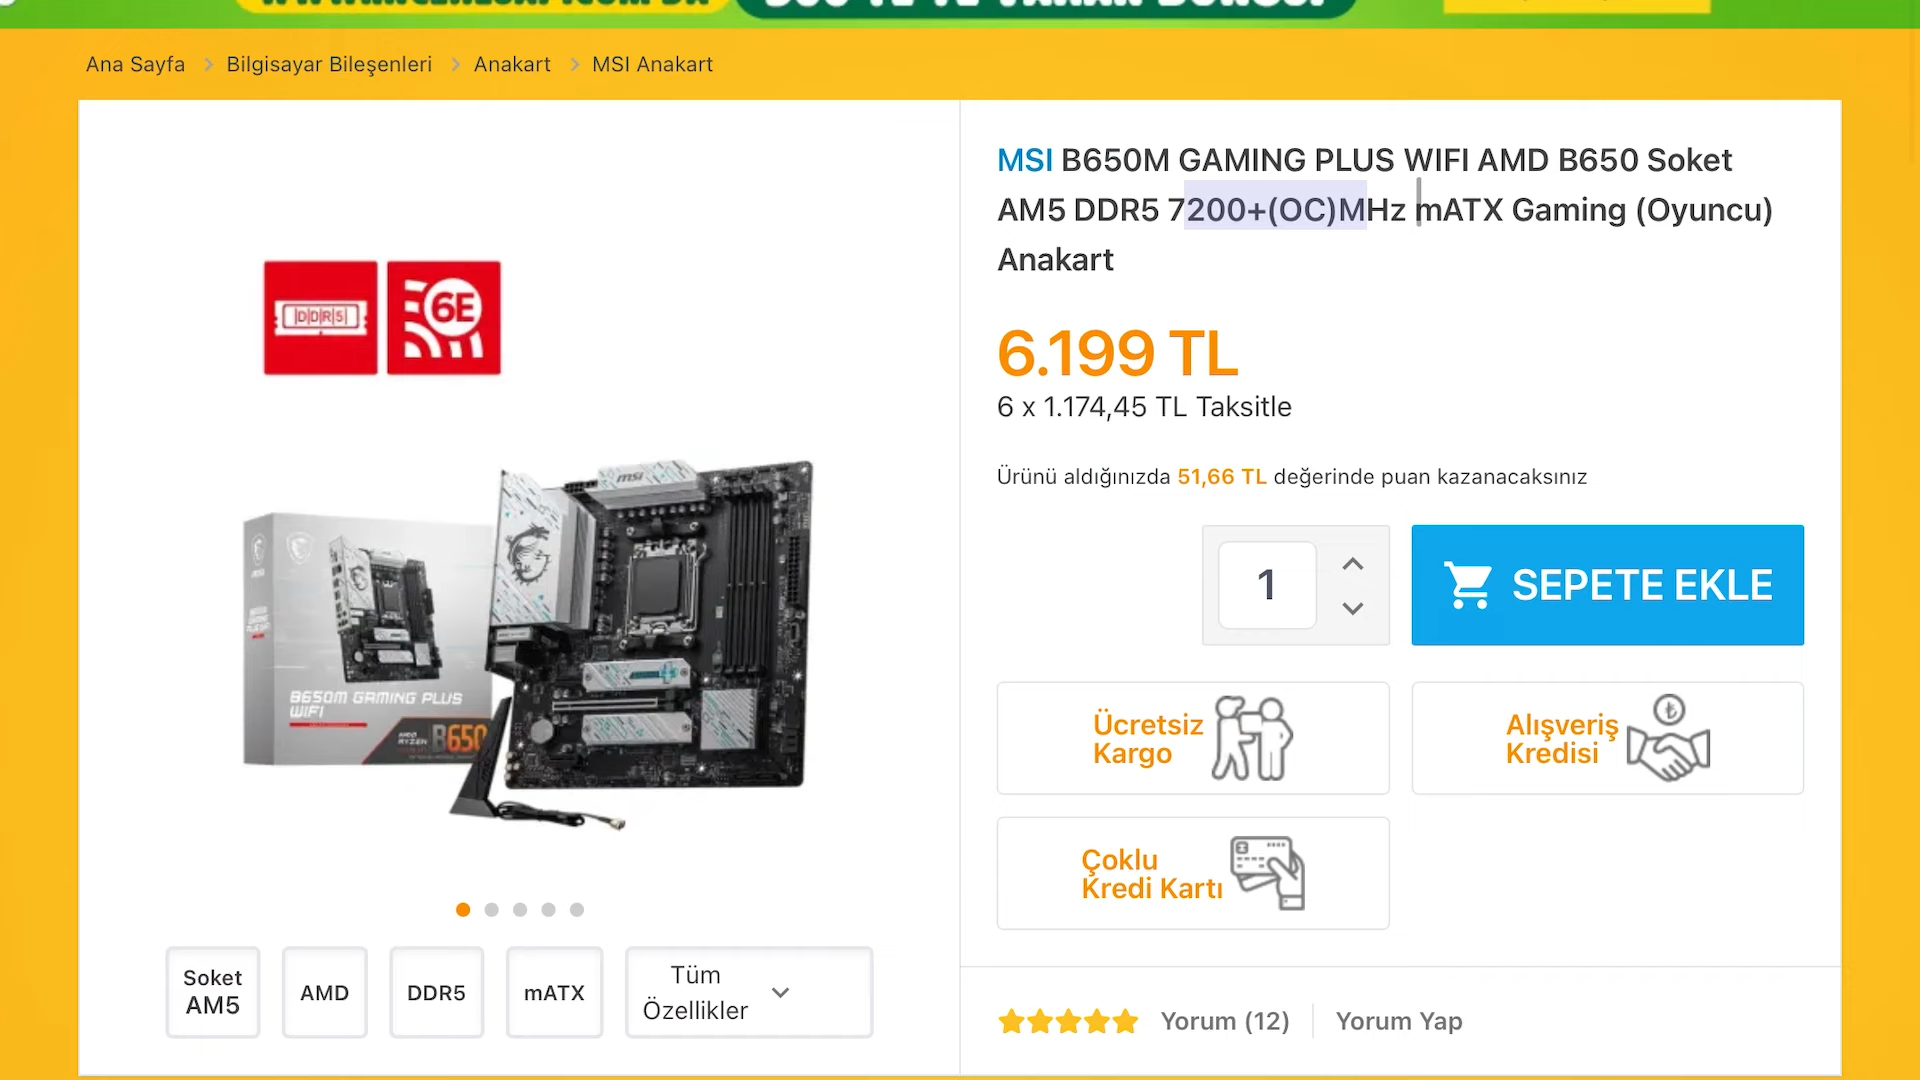 Ana Sayfa > Bilgisayar Bileşenleri > Anakart > MSI Anakart
MSI B650M GAMING PLUS WIFI AMD B650 Soket
AM5 DDR5 7200+(OC)MHz mATX Gaming (Oyuncu)
Anakart
DDR5
6E
6.199 TL
6 x 1.174,45 TL Taksitle
Ürünü aldığınızda 51,66 TL değerinde puan kazanacaksınız
1
SEPETE EKLE
msi
B650M GAMING PLUS
WIFI
AMD
RYZEN
B650
Ücretsiz
Kargo
Alışveriş
Kredisi
Çoklu
Kredi Kartı
Soket
AM5
AMD
DDR5
mATX
Tüm
Özellikler
Yorum (12)
Yorum Yap